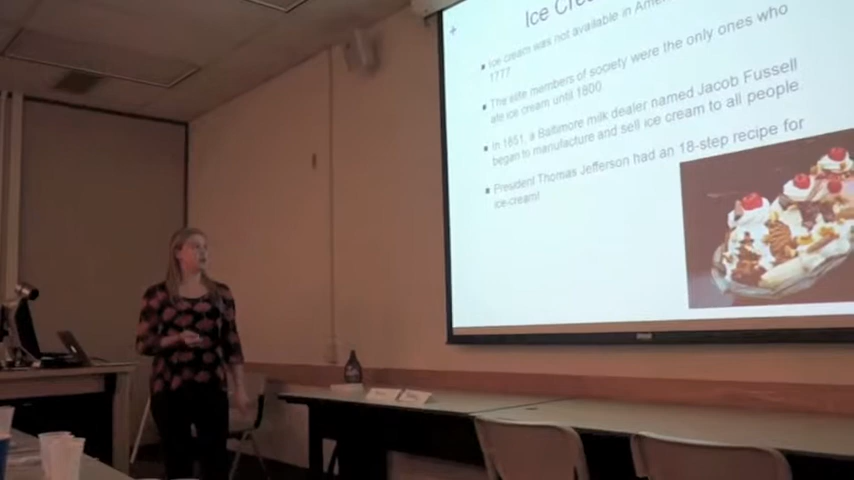 Ice Cream
Ice cream was not available in America
1777
The elite members of society were the only ones who
ate ice cream until 1800
In 1851, a Baltimore milk dealer named Jacob Fussell
began to manufacture and sell ice cream to all people.
President Thomas Jefferson had an 18-step recipe for
ice-cream!